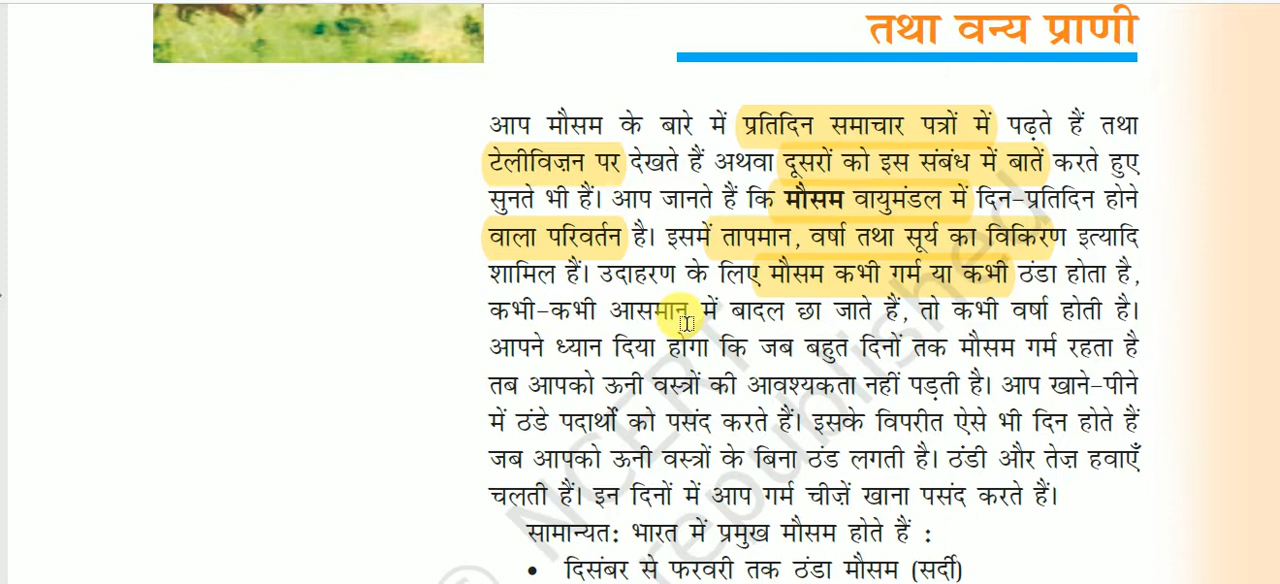 तथा वन्य प्राणी
आप मौसम के बारे में प्रतिदिन समाचार पत्रों में पढ़ते हैं तथा
टेलीविज़न पर देखते हैं अथवा दूसरों को इस संबंध में बातें करते हुए
सुनते भी हैं। आप जानते हैं कि मौसम वायुमंडल में दिन-प्रतिदिन होने
वाला परिवर्तन है। इसमें तापमान, वर्षा तथा सूर्य का विकिरण इत्यादि
शामिल हैं। उदाहरण के लिए मौसम कभी गर्म या कभी ठंडा होता है,
कभी-कभी आसमान में बादल छा जाते हैं, तो कभी वर्षा होती है।
आपने ध्यान दिया होगा कि जब बहुत दिनों तक मौसम गर्म रहता है
तब आपको ऊनी वस्त्रों की आवश्यकता नहीं पड़ती है। आप खाने-पीने
में ठंडे पदार्थों को पसंद करते हैं। इसके विपरीत ऐसे भी दिन होते हैं
जब आपको ऊनी वस्त्रों के बिना ठंड लगती है। ठंडी और तेज़ हवाएँ
चलती हैं। इन दिनों में आप गर्म चीज़ें खाना पसंद करते हैं।
सामान्यत: भारत में प्रमुख मौसम होते हैं :
• दिसंबर से फरवरी तक ठंडा मौसम (सर्दी)
© NCERT
republished